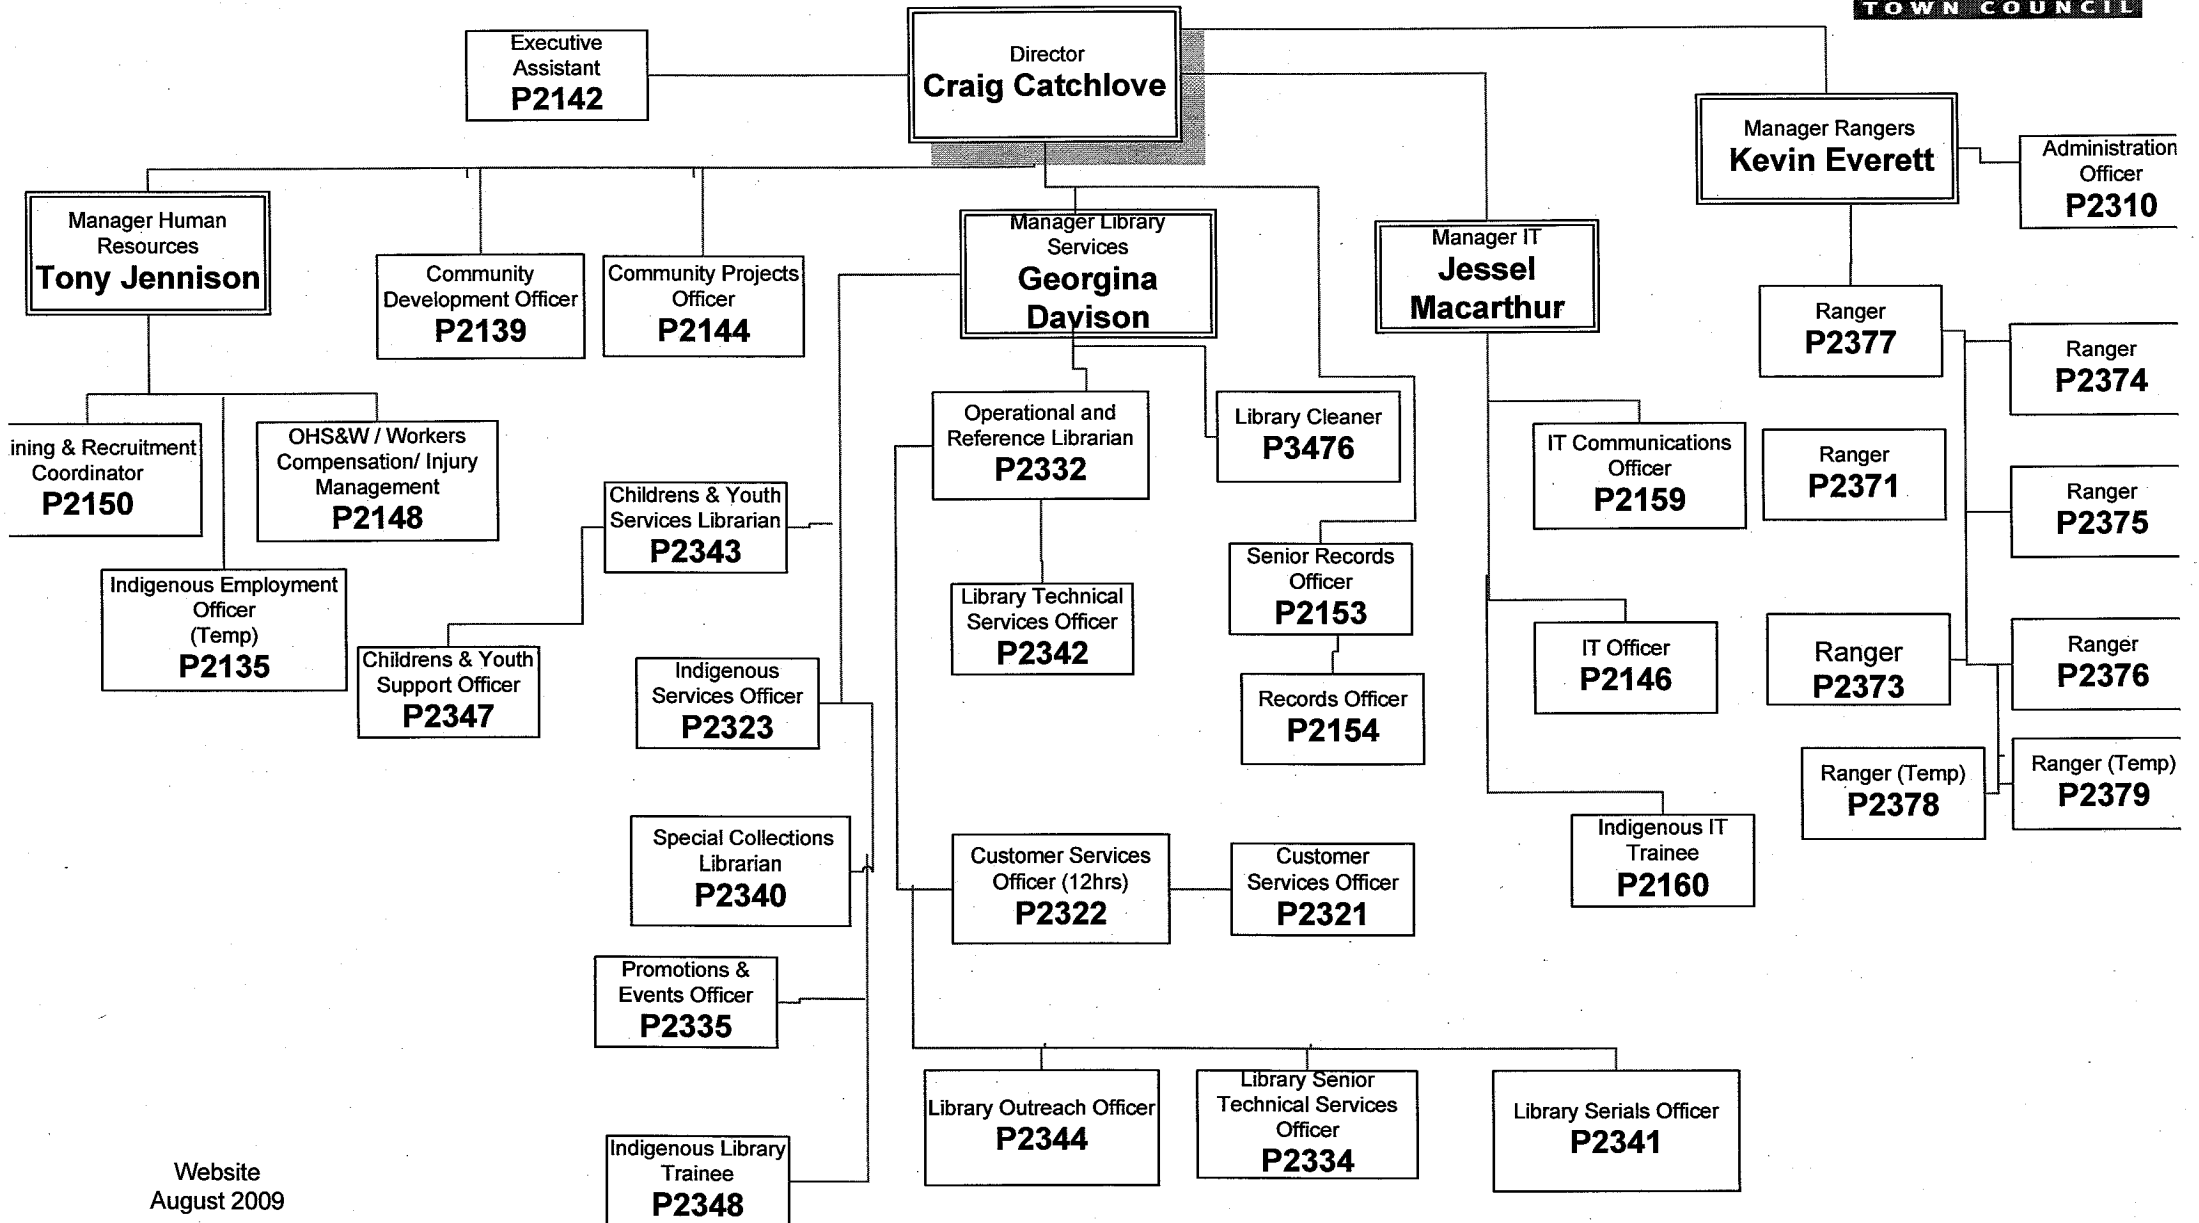 TOWN COUNCIL
Executive
Assistant
P2142
Director
Craig Catchlove
Manager Rangers
Kevin Everett
Administration
Officer
P2310
Manager Human
Resources
Tony Jennison
Community
Development Officer
P2139
Community Projects
Officer
P2144
Manager Library
Services
Georgina
Davison
Manager IT
Jessel
Macarthur
Ranger
P2377
Ranger
P2374
ining & Recruitment
Coordinator
P2150
OHS&W / Workers
Compensation/ Injury
Management
P2148
Operational and
Reference Librarian
P2332
Library Cleaner
P3476
IT Communications
Officer
P2159
Ranger
P2371
Ranger
P2375
Childrens & Youth
Services Librarian
P2343
Indigenous Employment
Officer
(Temp)
P2135
Library Technical
Services Officer
P2342
Senior Records
Officer
P2153
IT Officer
P2146
Ranger
P2373
Ranger
P2376
Childrens & Youth
Support Officer
P2347
Indigenous
Services Officer
P2323
Records Officer
P2154
Ranger (Temp)
P2378
Ranger (Temp)
P2379
Special Collections
Librarian
P2340
Customer Services
Officer (12hrs)
P2322
Customer
Services Officer
P2321
Indigenous IT
Trainee
P2160
Promotions &
Events Officer
P2335
Library Outreach Officer
P2344
Library Senior
Technical Services
Officer
P2334
Library Serials Officer
P2341
Indigenous Library
Trainee
P2348
Website
August 2009